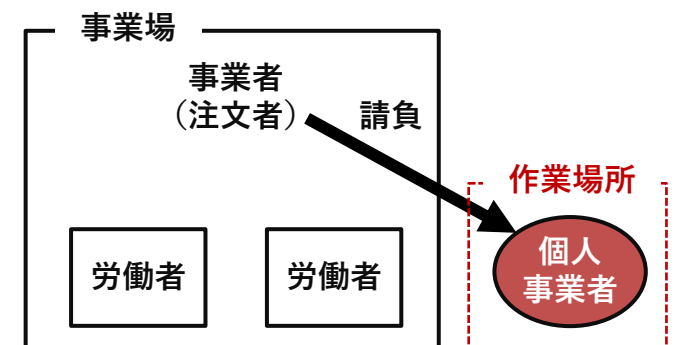 事業場
事業者
（注文者）
請負
作業場所
労働者
労働者
個人
事業者